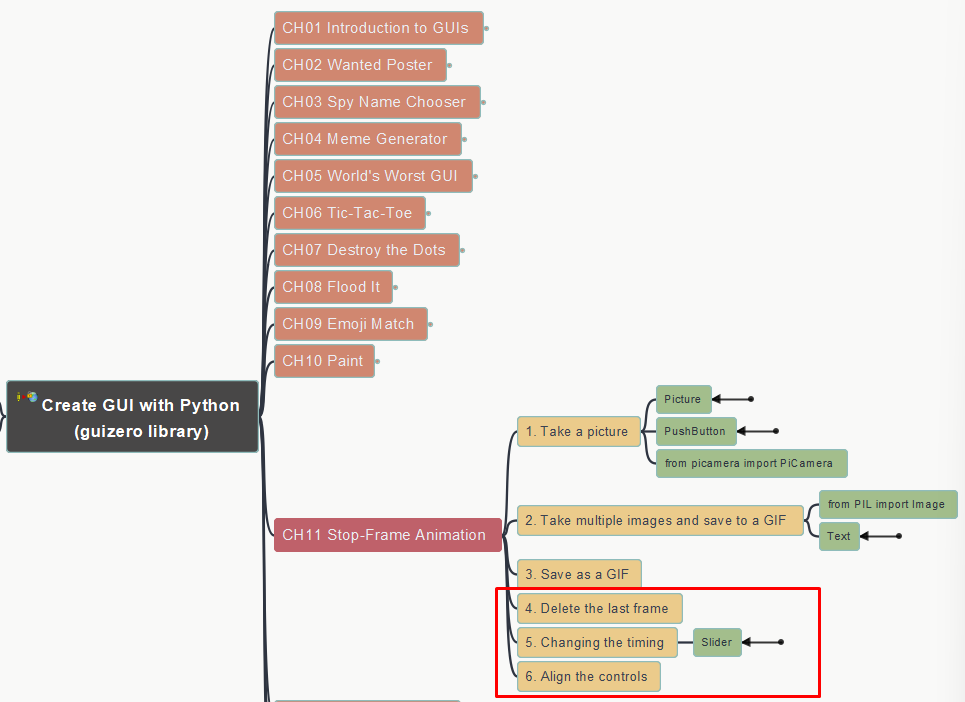 CH01 Introduction to GUIs
CH02 Wanted Poster
CH03 Spy Name Chooser
CH04 Meme Generator
CH05 World's Worst GUI
CH06 Tic-Tac-Toe
CH07 Destroy the Dots
CH08 Flood It
CH09 Emoji Match
CH10 Paint
Create GUI with Python
(guizero library)
CH11 Stop-Frame Animation
1. Take a picture
Picture
PushButton
from picamera import PiCamera
2. Take multiple images and save to a GIF
from PIL import Image
Text
3. Save as a GIF
4. Delete the last frame
5. Changing the timing
Slider
6. Align the controls